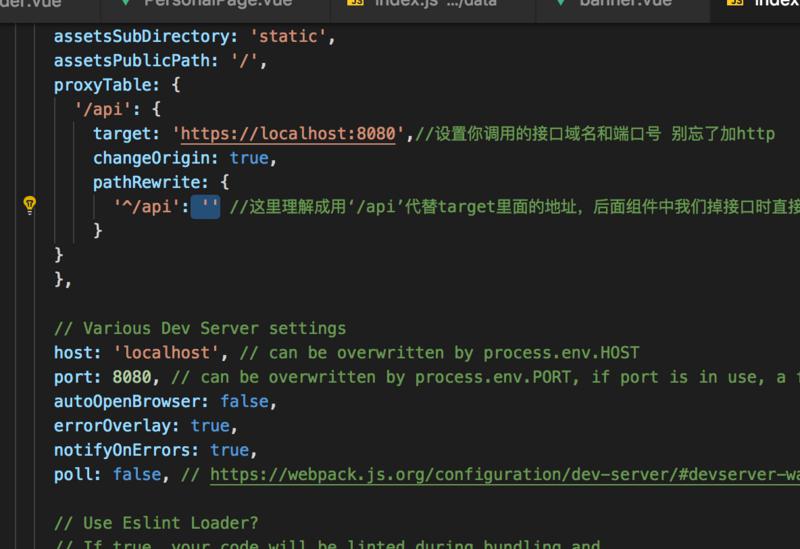 der.vue PersonalPage.vue index.js .../data banner.vue index
assetsSubDirectory: 'static',
assetsPublicPath: '/',
proxyTable: {
'/api': {
target: 'https://localhost:8080',//设置你调用的接口域名和端口号 别忘了加http
changeOrigin: true,
pathRewrite: {
'^/api': '' //这里理解成用‘/api’代替target里面的地址，后面组件中我们掉接口时直接
}
}
},
// Various Dev Server settings
host: 'localhost', // can be overwritten by process.env.HOST
port: 8080, // can be overwritten by process.env.PORT, if port is in use, a
autoOpenBrowser: false,
errorOverlay: true,
notifyOnErrors: true,
poll: false, // https://webpack.js.org/configuration/dev-server/#devserver-wa
// Use Eslint Loader?
// If true, your code will be linted during bundling and